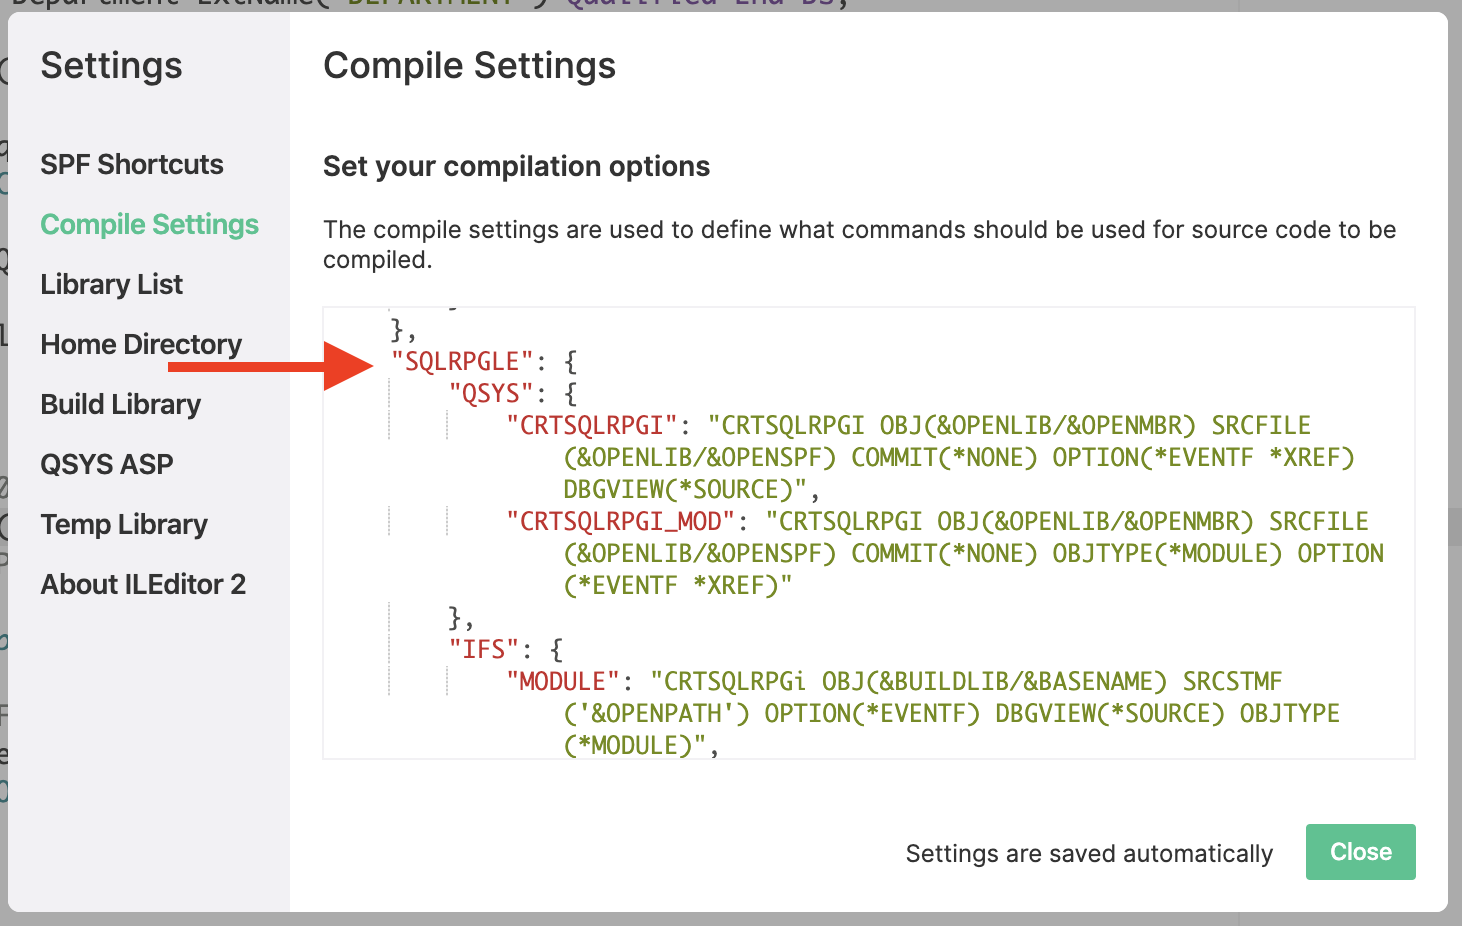 Settings
SPF Shortcuts
Compile Settings
Library List
Home Directory
Build Library
QSYS ASP
Temp Library
About ILEditor 2
Compile Settings
Set your compilation options
The compile settings are used to define what commands should be used for source code to be
compiled.
},
"SQLRPGLE": {
"QSYS": {
"CRTSQLRPGI": "CRTSQLRPGI OBJ(&OPENLIB/&OPENMBR) SRCFILE
(&OPENLIB/&OPENSPF) COMMIT(*NONE) OPTION(*EVENTF *XREF)
DBGVIEW(*SOURCE)",
"CRTSQLRPGI_MOD": "CRTSQLRPGI OBJ(&OPENLIB/&OPENMBR) SRCFILE
(&OPENLIB/&OPENSPF) COMMIT(*NONE) OBJTYPE(*MODULE) OPTION
(*EVENTF *XREF)"
},
"IFS": {
"MODULE": "CRTSQLRPGi OBJ(&BUILDLIB/&BASENAME) SRCSTMF
('&OPENPATH') OPTION(*EVENTF) DBGVIEW(*SOURCE) OBJTYPE
(*MODULE)",
Settings are saved automatically
Close